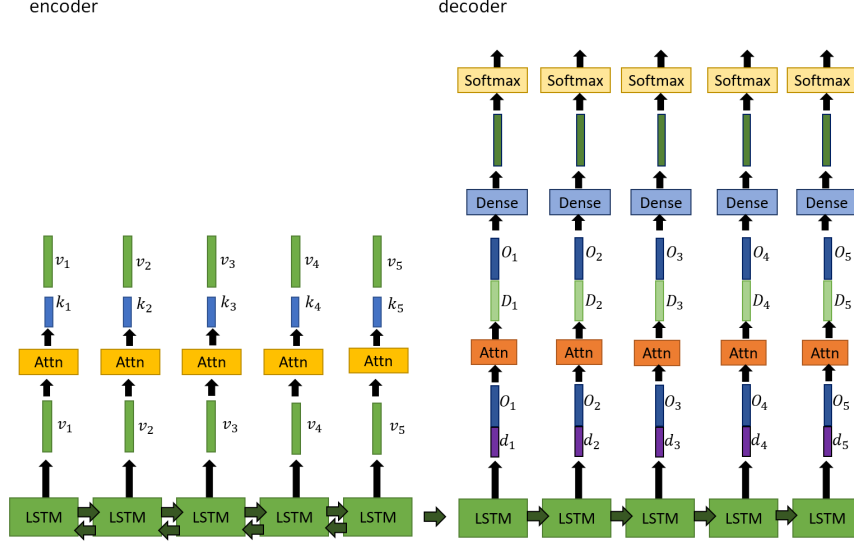 encoder
decoder
Softmax Softmax Softmax Softmax Softmax
Dense Dense Dense Dense Dense
v₁ v₂ v₃ v₄ v₅ O₁ O₂ O₃ O₄ O₅
k₁ k₂ k₃ k₄ k₅ D₁ D₂ D₃ D₄ D₅
Attn Attn Attn Attn Attn Attn Attn Attn Attn Attn
v₁ v₂ v₃ v₄ v₅ O₁ O₂ O₃ O₄ O₅
d₁ d₂ d₃ d₄ d₅
LSTM LSTM LSTM LSTM LSTM LSTM LSTM LSTM LSTM LSTM